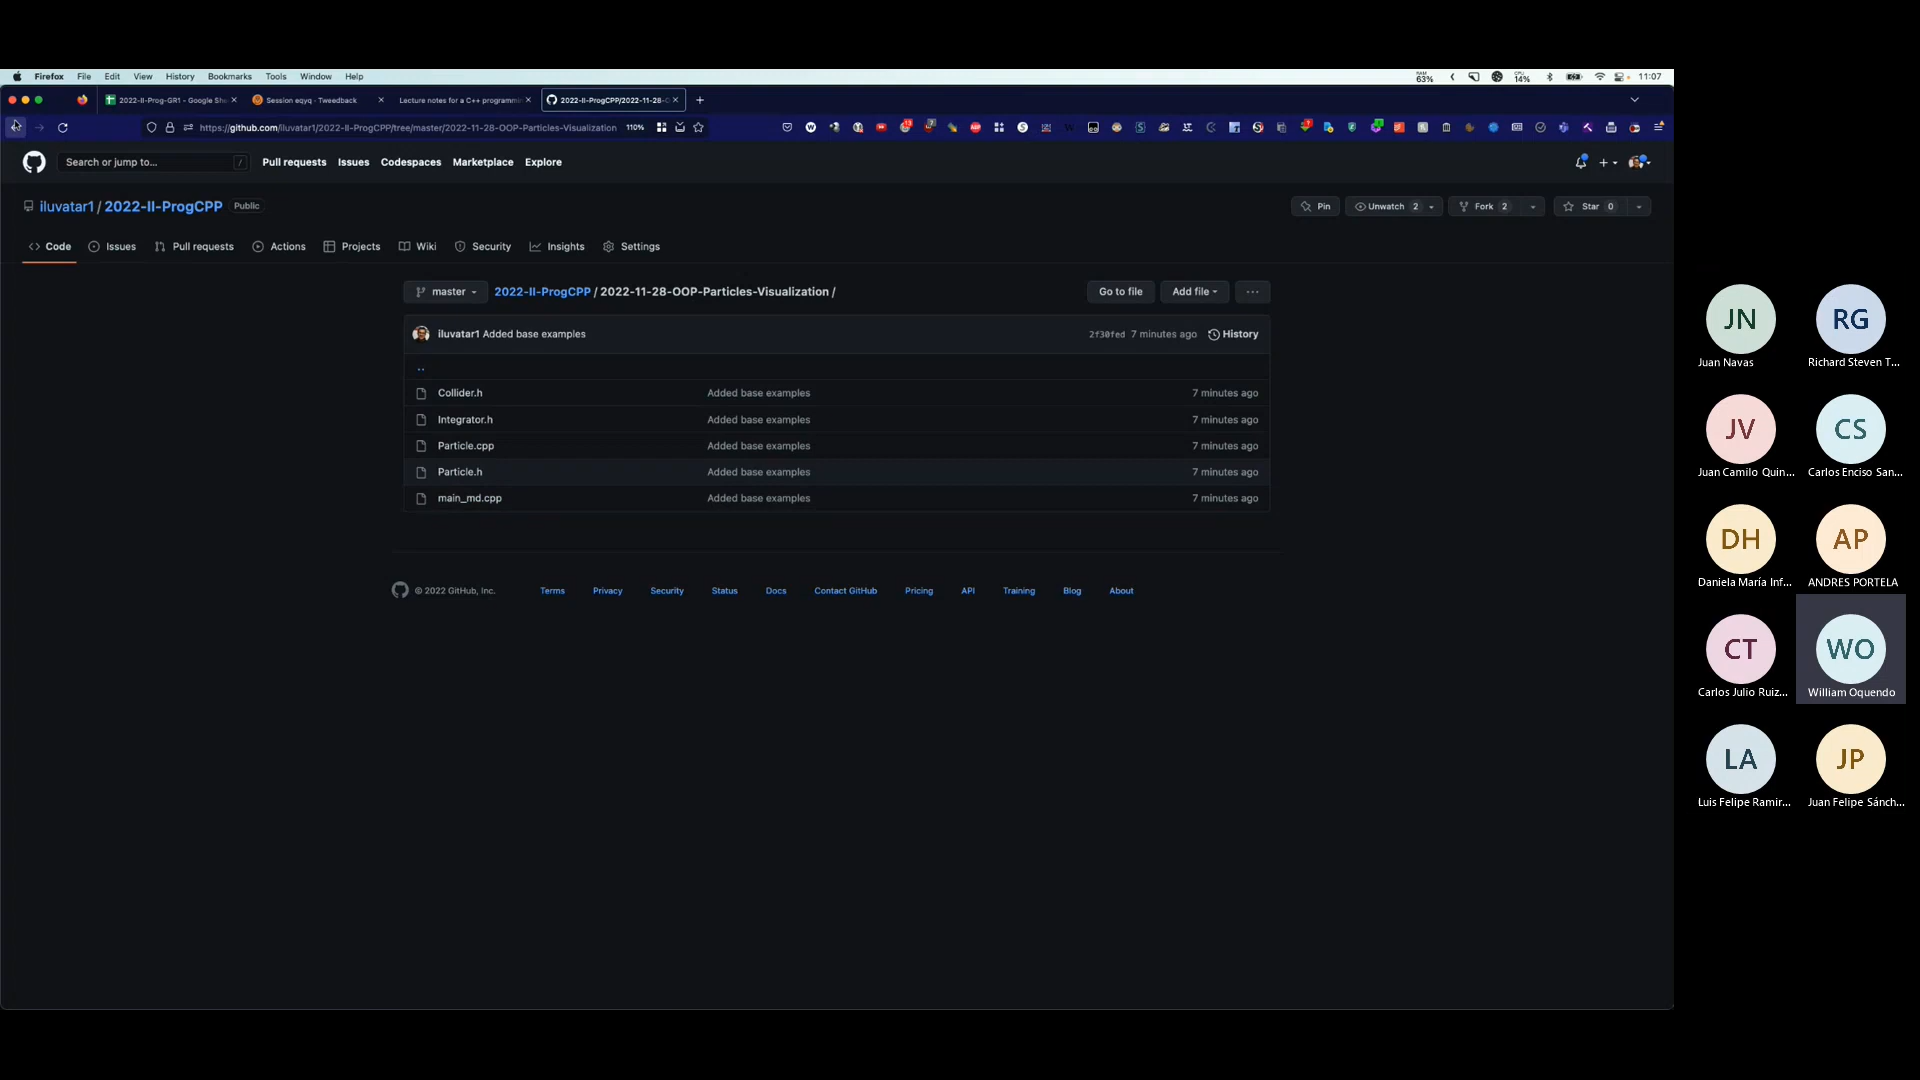 Firefox File Edit View History Bookmarks Tools Window Help
RAM 63% CPU 14% 11:07
2022-II-Prog-GR1 - Google She Session eqyq - Tweedback Lecture notes for a C++ programmin 2022-II-ProgCPP/2022-11-28-O
https://github.com/iluvatar1/2022-II-ProgCPP/tree/master/2022-11-28-OOP-Particles-Visualization 110%
Search or jump to... / Pull requests Issues Codespaces Marketplace Explore
iluvatar1 / 2022-II-ProgCPP Public Pin Unwatch 2 Fork 2 Star 0
Code Issues Pull requests Actions Projects Wiki Security Insights Settings
master 2022-II-ProgCPP / 2022-11-28-OOP-Particles-Visualization / Go to file Add file ...
iluvatar1 Added base examples 2f30fed 7 minutes ago History
..
Collider.h Added base examples 7 minutes ago
Integrator.h Added base examples 7 minutes ago
Particle.cpp Added base examples 7 minutes ago
Particle.h Added base examples 7 minutes ago
main_md.cpp Added base examples 7 minutes ago
© 2022 GitHub, Inc. Terms Privacy Security Status Docs Contact GitHub Pricing API Training Blog About
JN RG
Juan Navas Richard Steven T...
JV CS
Juan Camilo Quin... Carlos Enciso San...
DH AP
Daniela María Inf... ANDRES PORTELA
CT WO
Carlos Julio Ruiz... William Oquendo
LA JP
Luis Felipe Ramír... Juan Felipe Sánch...